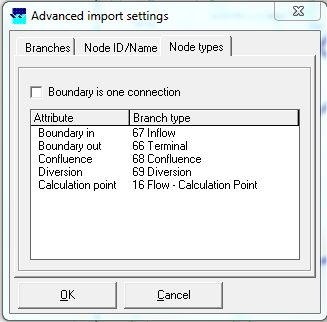 Advanced import settings
Branches Node ID/Name Node types
Boundary is one connection
Attribute Branch type
Boundary in 67 Inflow
Boundary out 66 Terminal
Confluence 68 Confluence
Diversion 69 Diversion
Calculation point 16 Flow - Calculation Point
OK Cancel